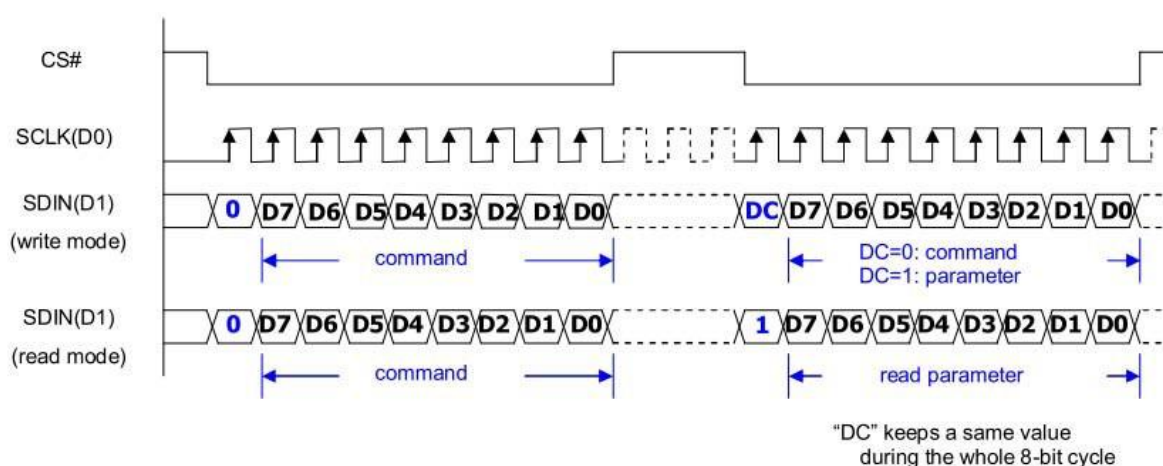 CS#
SCLK(D0)
SDIN(D1)
(write mode)
0 D7 D6 D5 D4 D3 D2 D1 D0
DC D7 D6 D5 D4 D3 D2 D1 D0
command
DC=0: command
DC=1: parameter
SDIN(D1)
(read mode)
0 D7 D6 D5 D4 D3 D2 D1 D0
1 D7 D6 D5 D4 D3 D2 D1 D0
command
read parameter
“DC” keeps a same value
during the whole 8-bit cycle